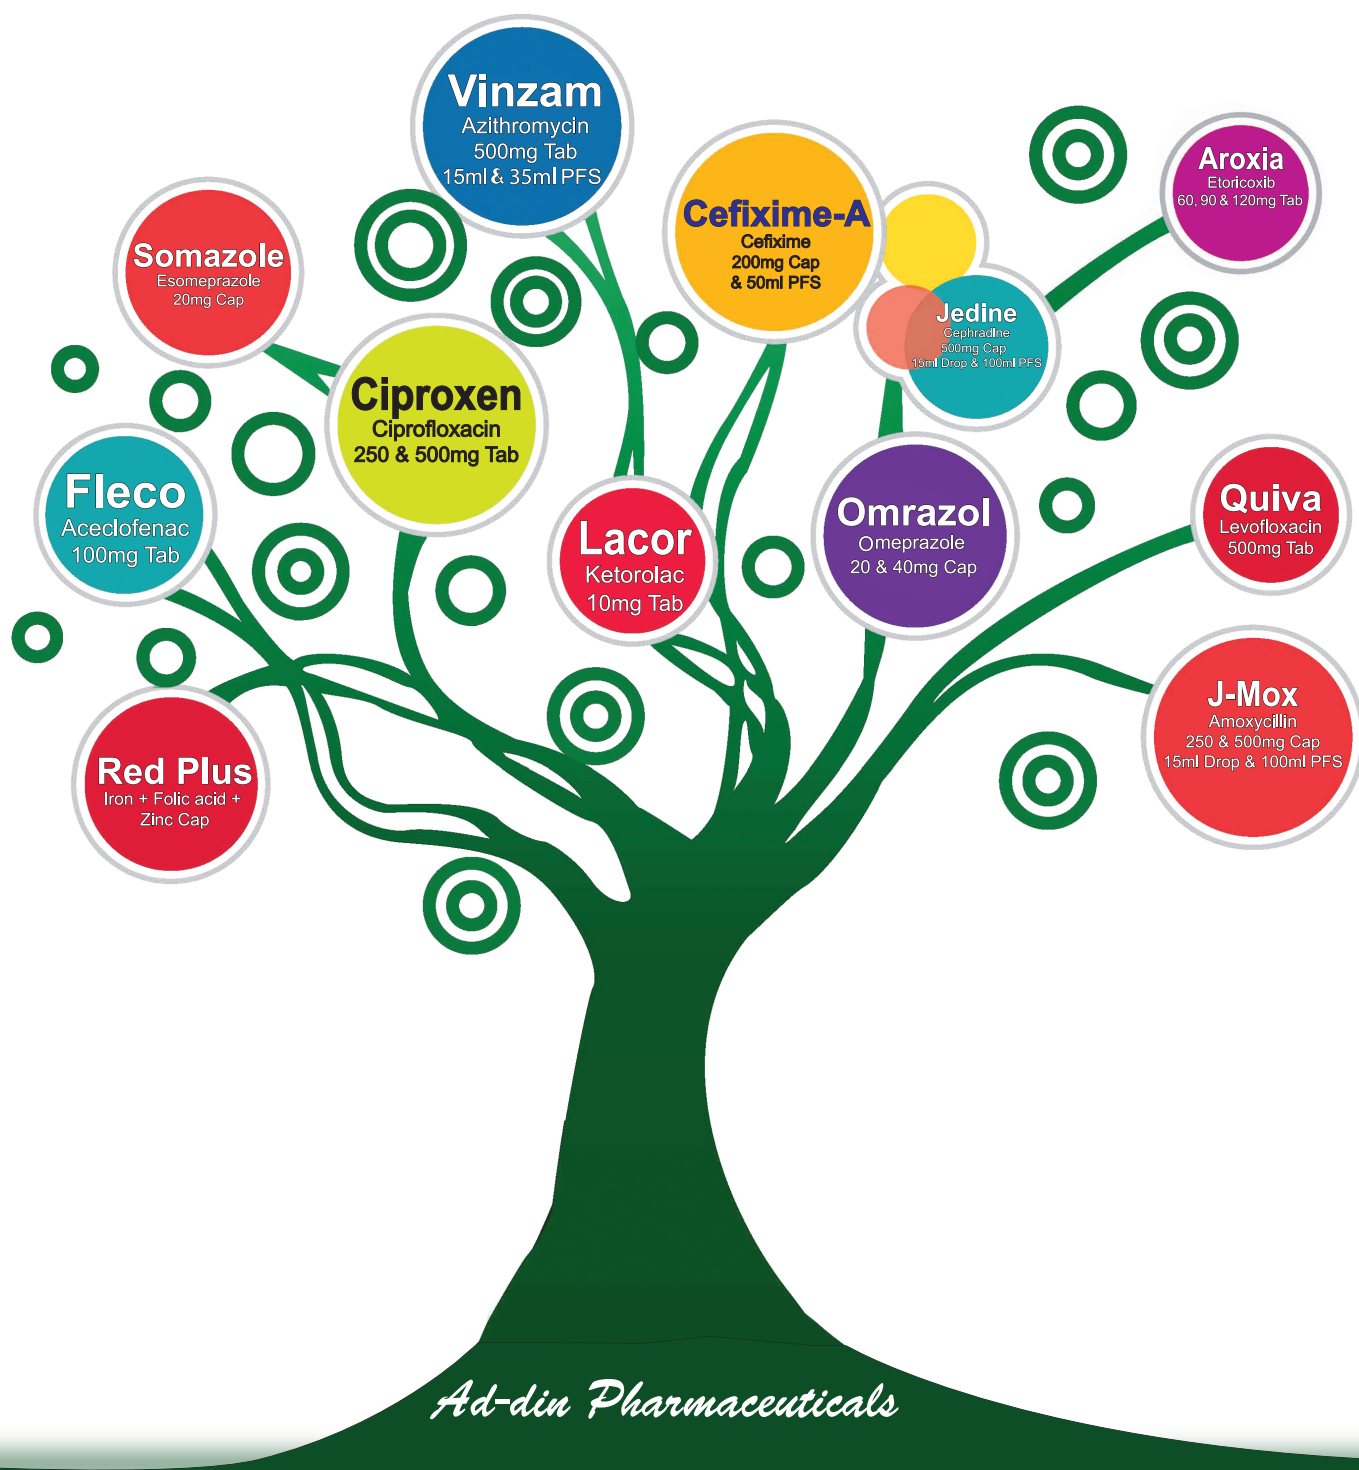 Vinzam
Azithromycin
500mg Tab
15ml & 35ml PFS
Cefixime-A
Cefixime
200mg Cap
& 50ml PFS
Aroxia
Etoricoxib
60, 90 & 120mg Tab
Somazole
Esomeprazole
20mg Cap
Jedine
Cephradine
500mg Cap
15ml Drop & 100ml PFS
Ciproxen
Ciprofloxacin
250 & 500mg Tab
Fleco
Aceclofenac
100mg Tab
Lacor
Ketorolac
10mg Tab
Omrazol
Omeprazole
20 & 40mg Cap
Quiva
Levofloxacin
500mg Tab
J-Mox
Amoxycillin
250 & 500mg Cap
15ml Drop & 100ml PFS
Red Plus
Iron + Folic acid +
Zinc Cap
Ad-din Pharmaceuticals